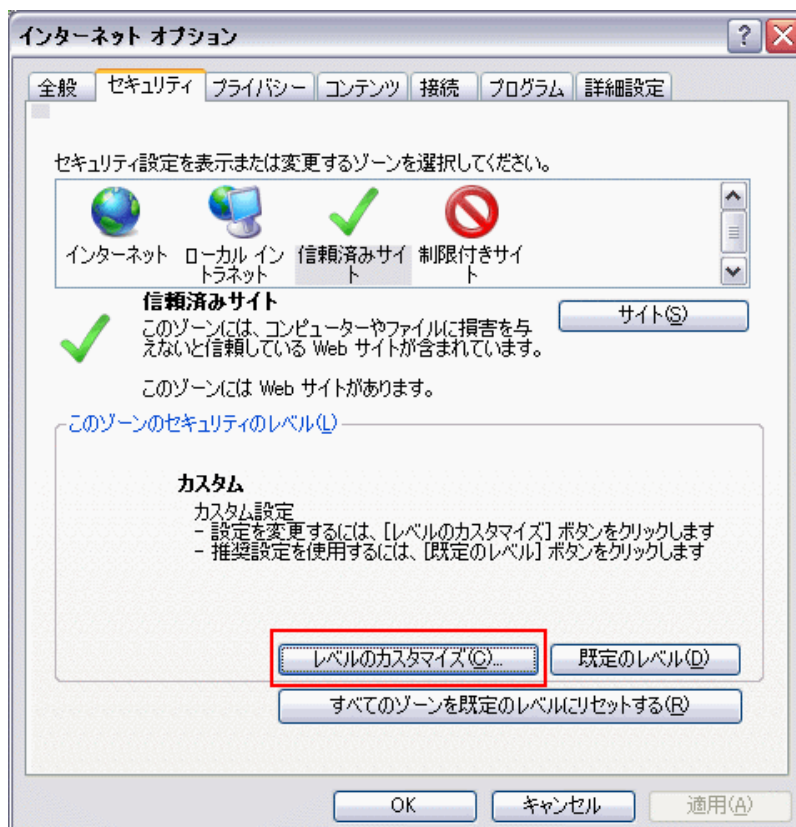 インターネット オプション
全般 セキュリティ プライバシー コンテンツ 接続 プログラム 詳細設定
セキュリティ設定を表示または変更するゾーンを選択してください。
インターネット
ローカル イン
トラネット
信頼済みサイ
ト
制限付きサイ
ト
信頼済みサイト
サイト(S)
このゾーンには、コンピューターやファイルに損害を与
えないと信頼している Web サイトが含まれています。
このゾーンには Web サイトがあります。
このゾーンのセキュリティのレベル(L)
カスタム
カスタム設定
- 設定を変更するには、[レベルのカスタマイズ] ボタンをクリックします
- 推奨設定を使用するには、[既定のレベル] ボタンをクリックします
レベルのカスタマイズ(C)... 既定のレベル(D)
すべてのゾーンを既定のレベルにリセットする(R)
OK キャンセル 適用(A)